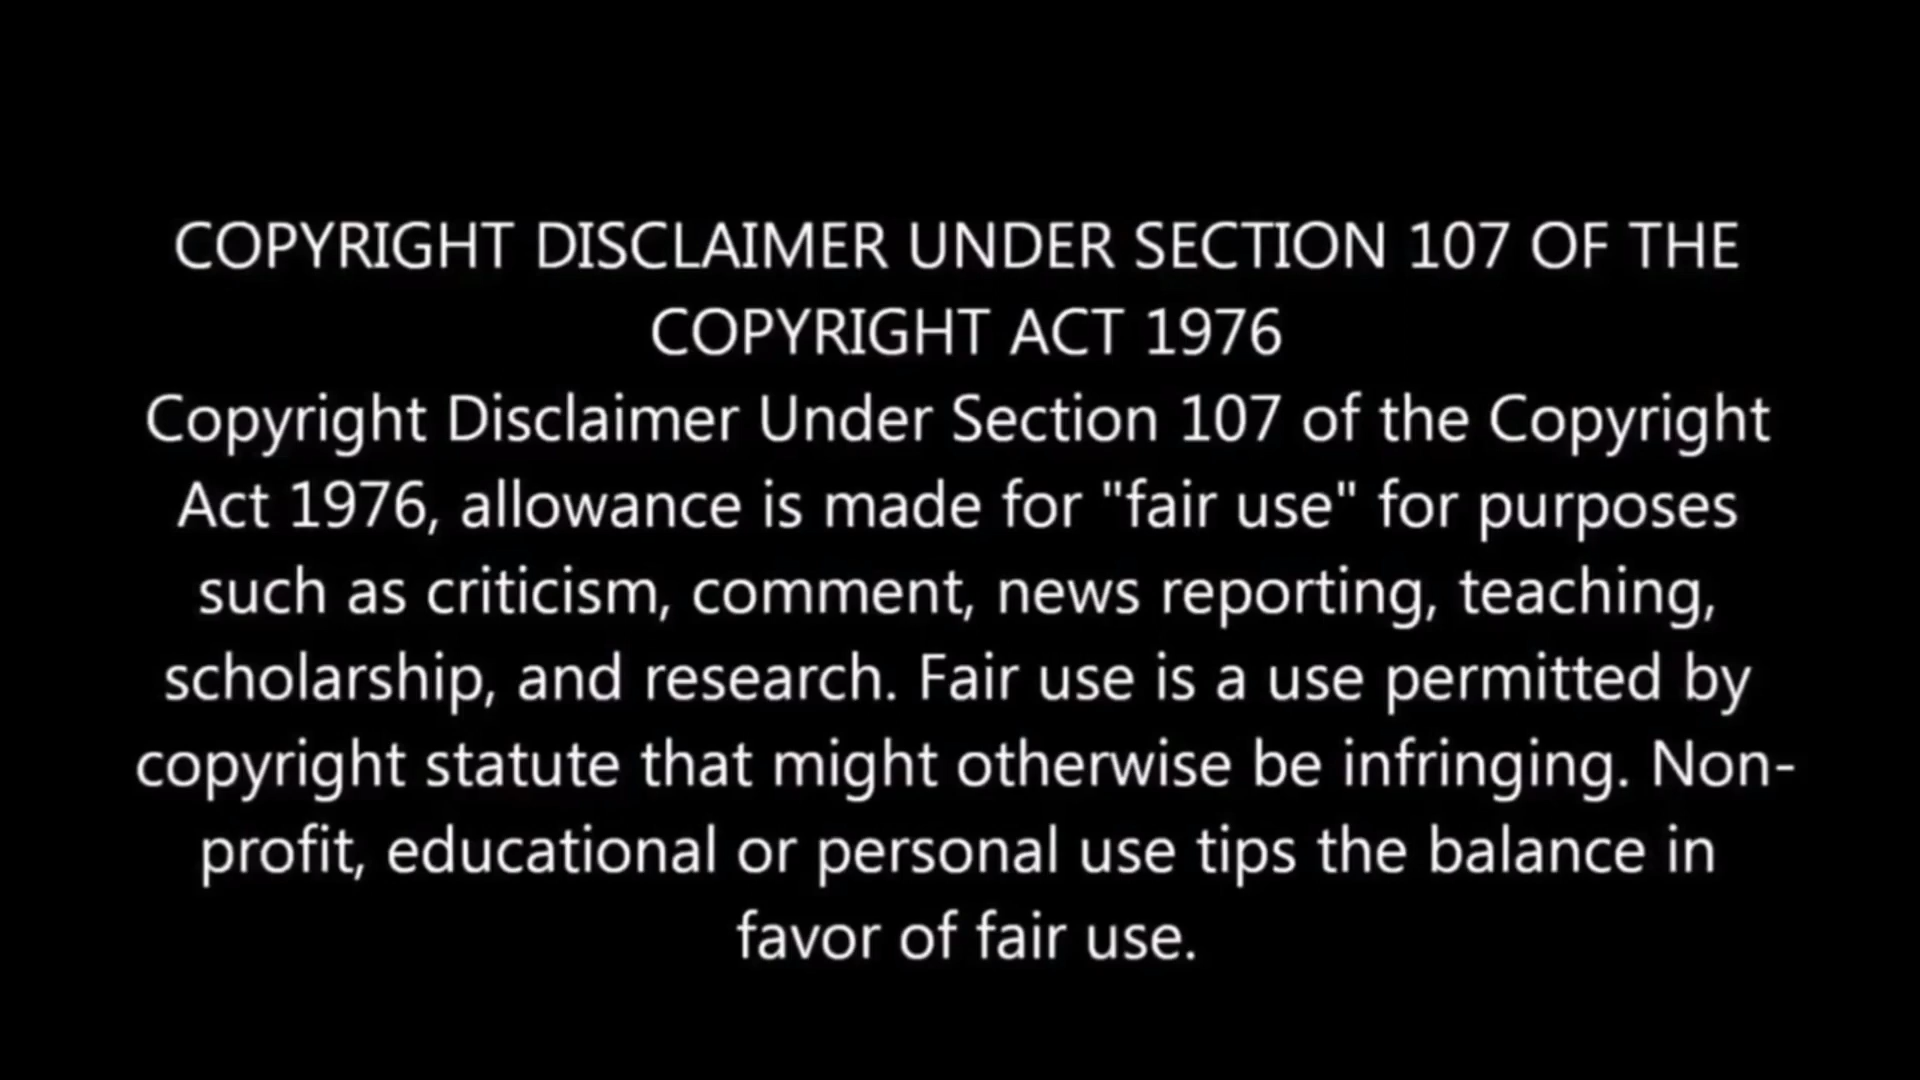 COPYRIGHT DISCLAIMER UNDER SECTION 107 OF THE
COPYRIGHT ACT 1976
Copyright Disclaimer Under Section 107 of the Copyright
Act 1976, allowance is made for "fair use" for purposes
such as criticism, comment, news reporting, teaching,
scholarship, and research. Fair use is a use permitted by
copyright statute that might otherwise be infringing. Non-
profit, educational or personal use tips the balance in
favor of fair use.